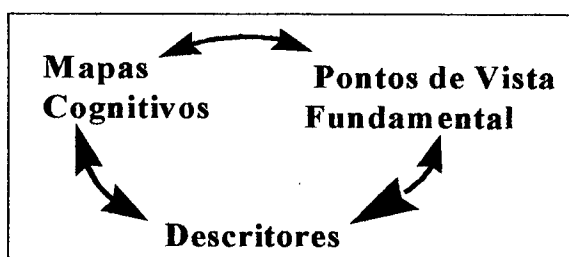 Mapas
Cognitivos
Pontos de Vista
Fundamental
Descritores